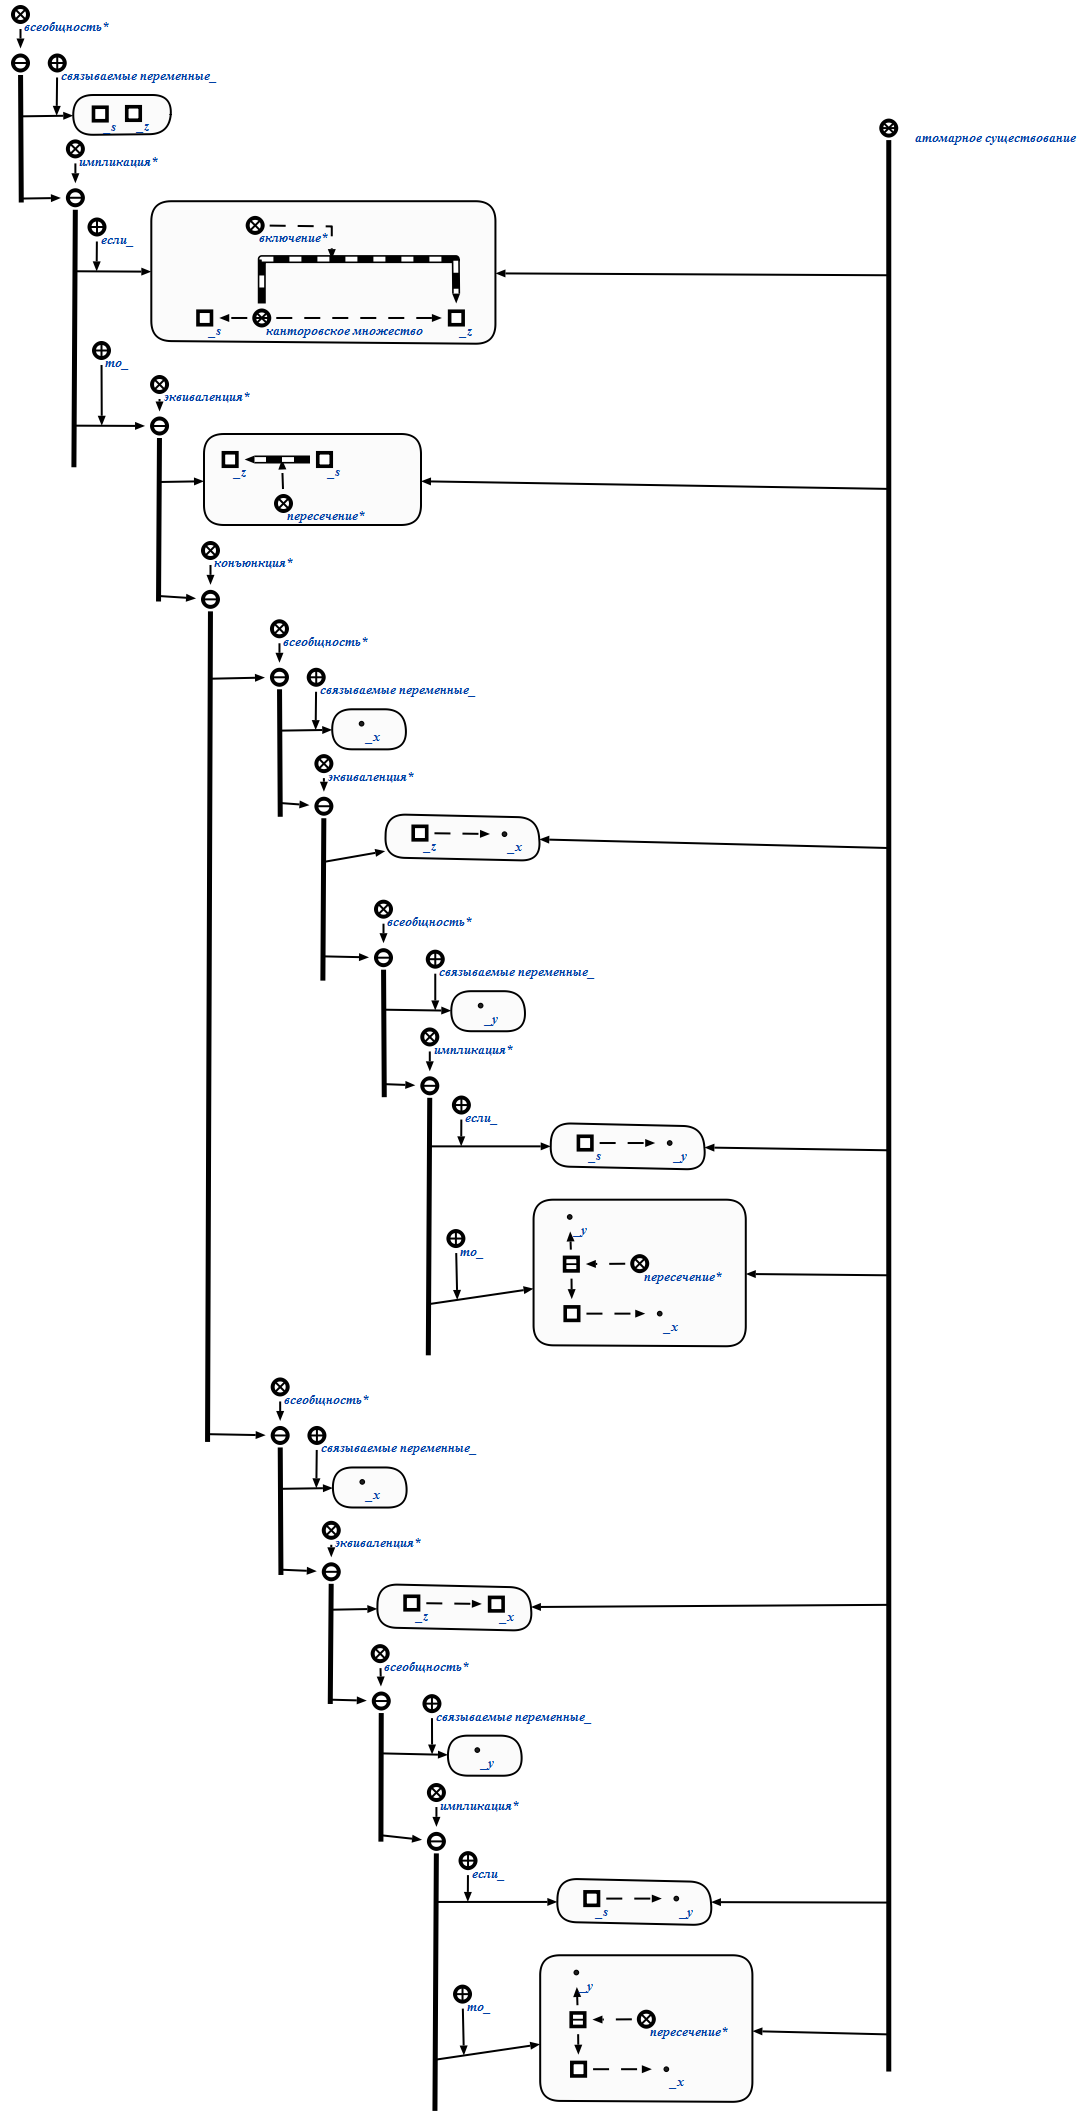 всеобщность*
связываемые переменные_
_s _z
импликация*
атомарное существование
если_
включение*
_s канторовское множество _z
то_
эквиваленция*
_z _s
пересечение*
конъюнкция*
всеобщность*
связываемые переменные_
_x
эквиваленция*
_z _x
всеобщность*
связываемые переменные_
_y
импликация*
если_
_s _y
_y
то_
пересечение*
_x
всеобщность*
связываемые переменные_
_x
эквиваленция*
_z _x
всеобщность*
связываемые переменные_
_y
импликация*
если_
_s _y
_y
то_
пересечение*
_x